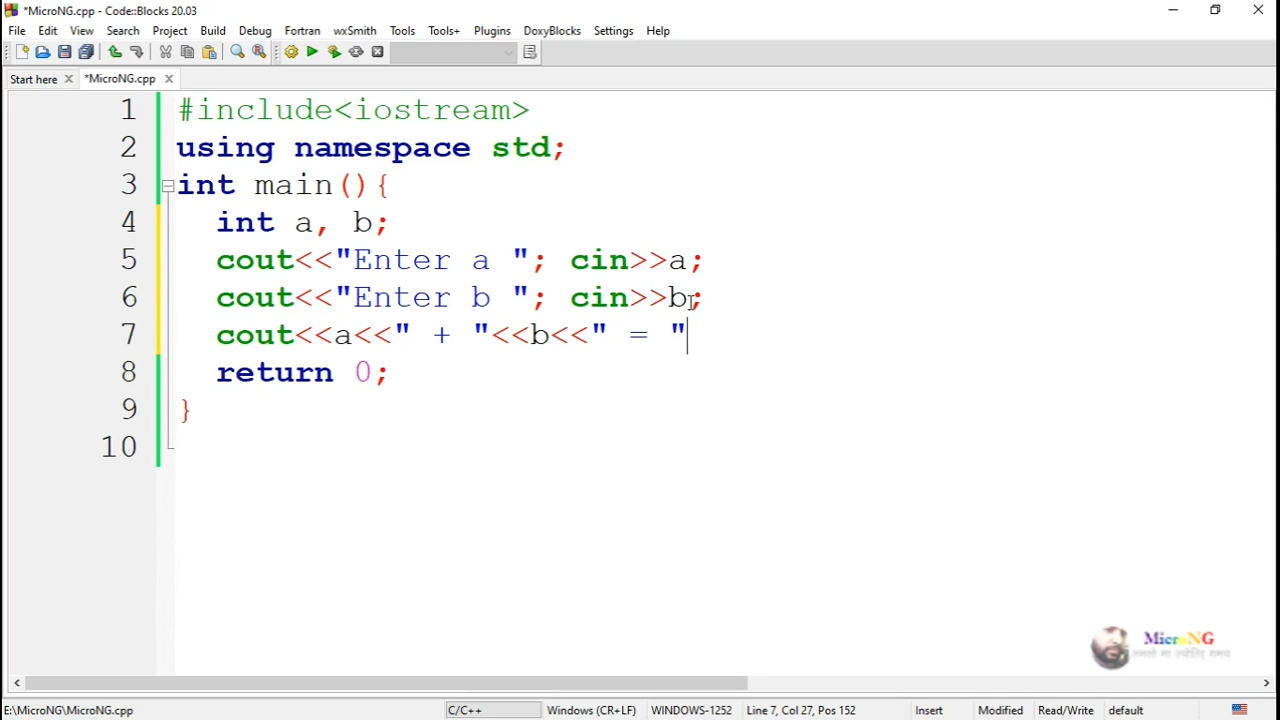 *MicroNG.cpp - Code::Blocks 20.03
File Edit View Search Project Build Debug Fortran wxSmith Tools Tools+ Plugins DoxyBlocks Settings Help
Start here *MicroNG.cpp
1 #include<iostream>
2 using namespace std;
3 int main(){
4 int a, b;
5 cout<<"Enter a "; cin>>a;
6 cout<<"Enter b "; cin>>b;
7 cout<<a<<" + "<<b<<" = "
8 return 0;
9 }
10
MicroNG
तमसो मा ज्योतिर् गमय
E:\MicroNG\MicroNG.cpp C/C++ Windows (CR+LF) WINDOWS-1252 Line 7, Col 27, Pos 152 Insert Modified Read/Write default